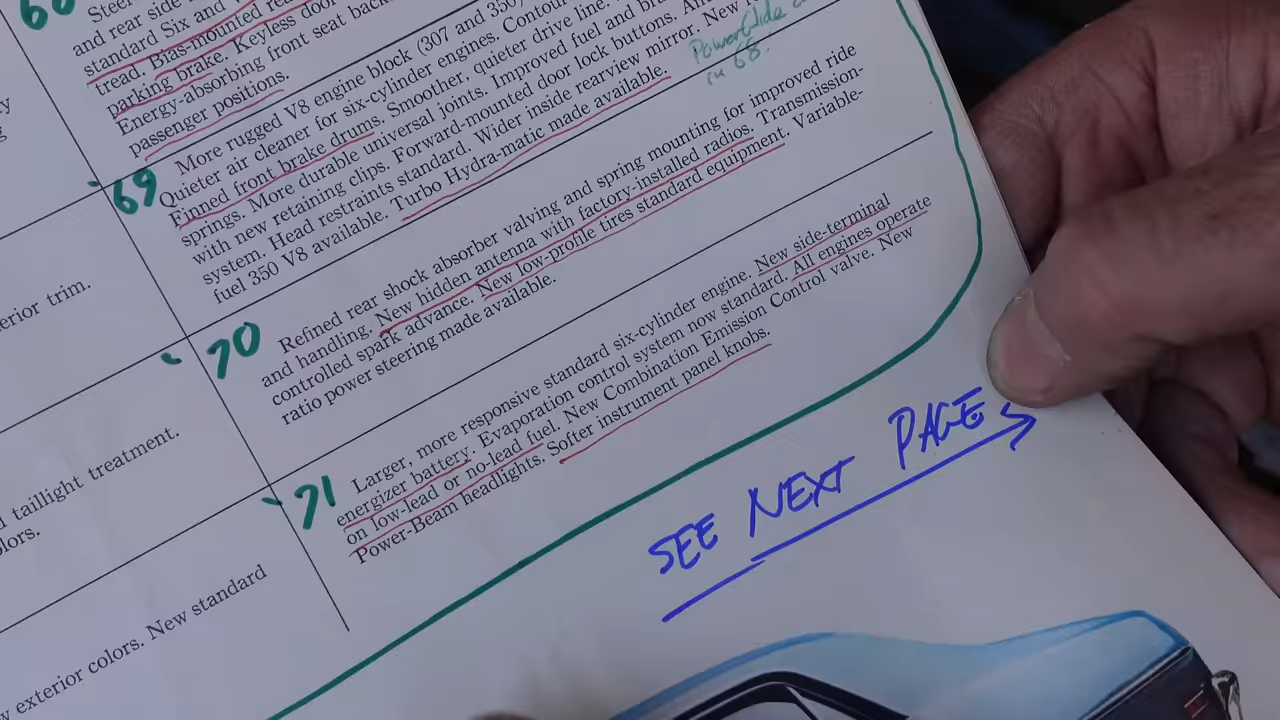 68
Steel
and rear side
standard Six and
tread. Bias-mounted
parking brake. Keyless door
Energy-absorbing front seat back
passenger positions.
69
More rugged V8 engine block (307 and 350)
Quieter air cleaner for six-cylinder engines. Contour
Finned front brake drums. Smoother, quieter drive line.
springs. More durable universal joints. Improved fuel and
with new retaining clips. Forward-mounted door lock buttons.
system. Head restraints standard. Wider inside rearview mirror. New
fuel 350 V8 available. Turbo Hydra-matic made available.
in 68.
erior trim.
70
Refined rear shock absorber valving and spring mounting for improved ride
and handling. New hidden antenna with factory-installed radios. Transmission-
controlled spark advance. New low-profile tires standard equipment. Variable-
ratio power steering made available.
taillight treatment.
71
Larger, more responsive standard six-cylinder engine. New side-terminal
energizer battery. Evaporation control system now standard. All engines operate
on low-lead or no-lead fuel. New Combination Emission Control valve. New
Power-Beam headlights. Softer instrument panel knobs.
exterior colors. New standard
SEE NEXT PAGE